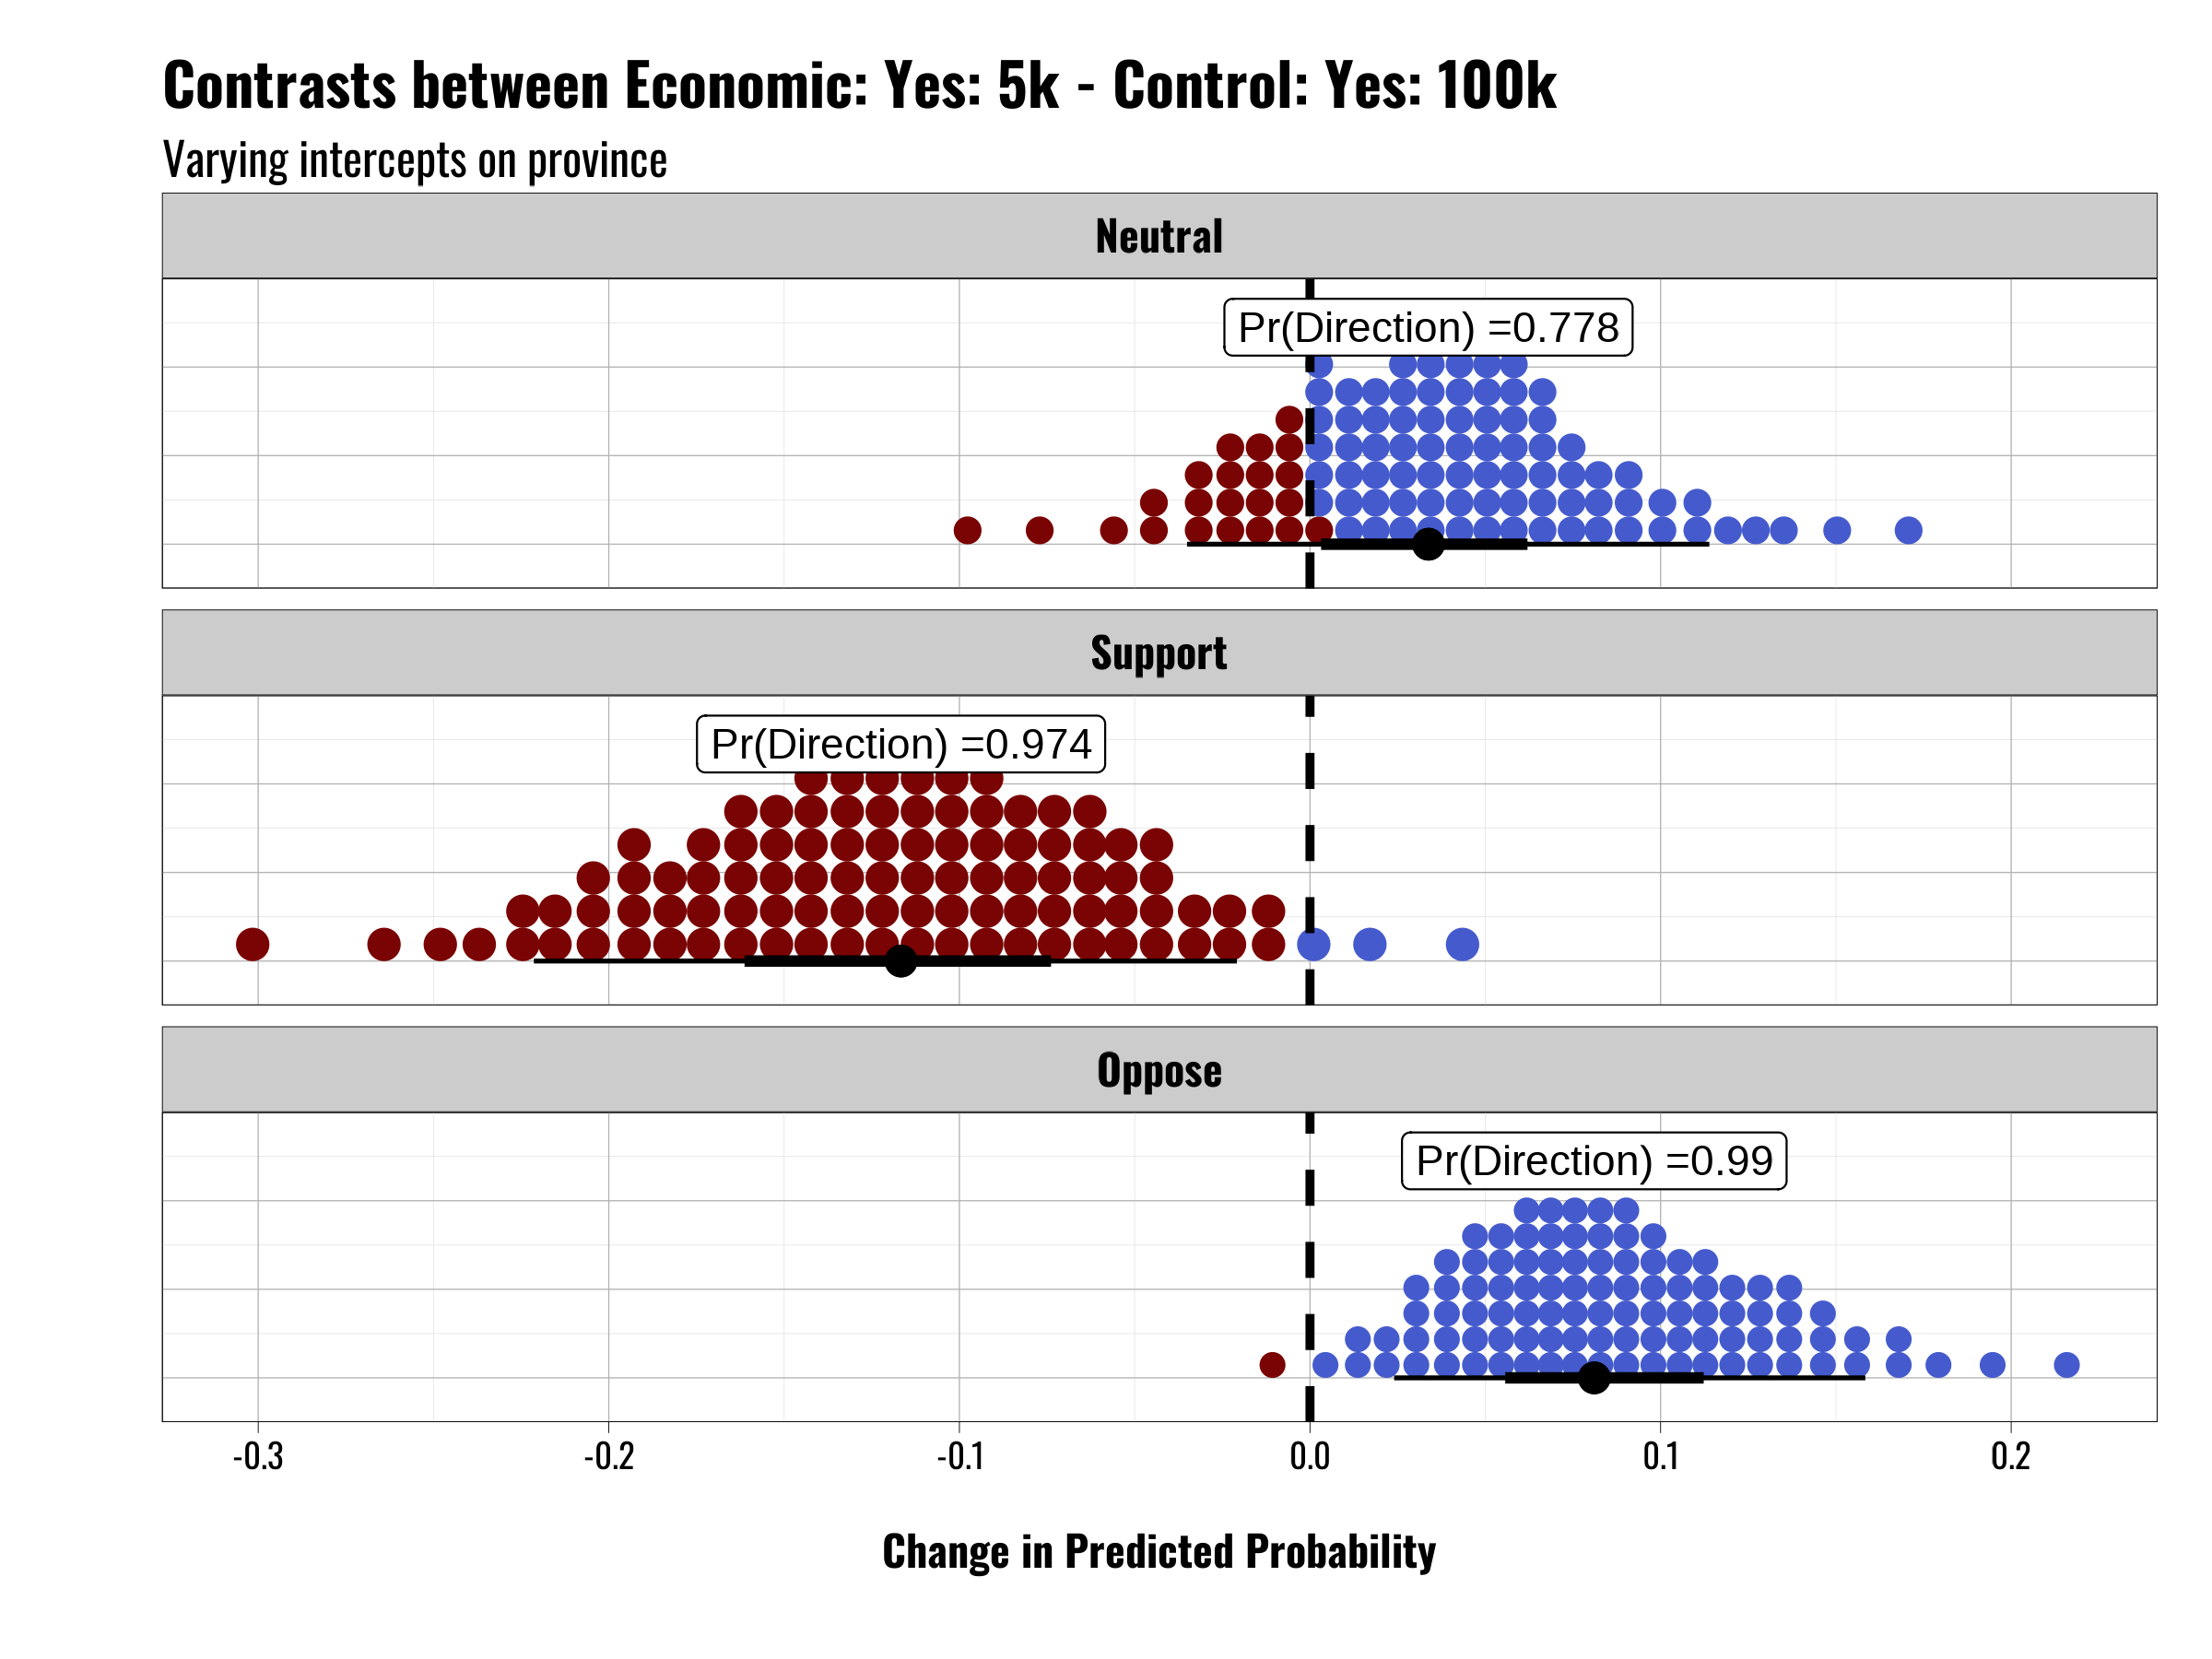 Contrasts between Economic: Yes: 5k - Control: Yes: 100k
Varying intercepts on province
Neutral
Pr(Direction) =0.778
Support
Pr(Direction) =0.974
Oppose
Pr(Direction) =0.99
-0.3 -0.2 -0.1 0.0 0.1 0.2
Change in Predicted Probability